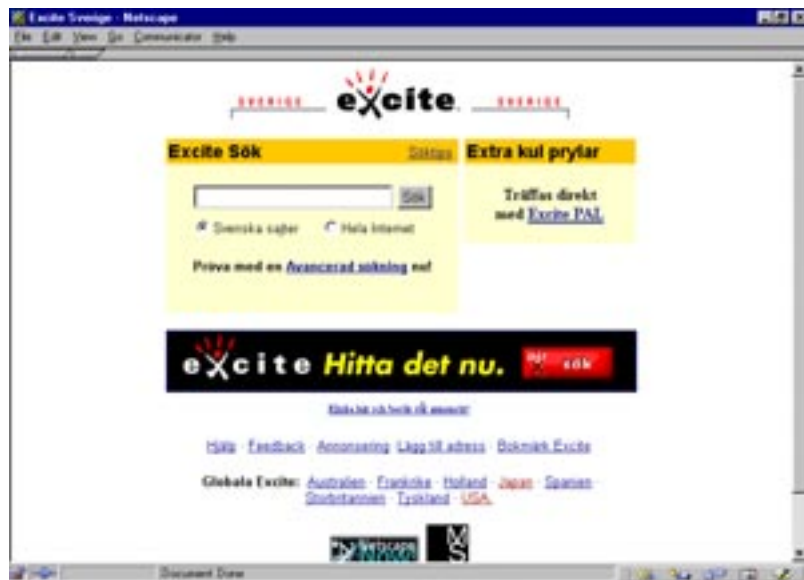 Excite Sverige - Netscape
File Edit View Go Communicator Help
SVERIGE excite SVERIGE
Excite Sök Söktips
Extra kul prylar
Sök
Träffas direkt
med Excite PAL
Svenska sajter Hela Internet
Pröva med en Avancerad sökning nu!
excite Hitta det nu. sök
Hjälp · Feedback · Annonsering Lägg till adress · Bokmärk Excite
Globala Excite: Australien · Frankrike · Holland · Japan · Spanien ·
Storbritannien · Tyskland · USA.
Netscape
MS
Document: Done